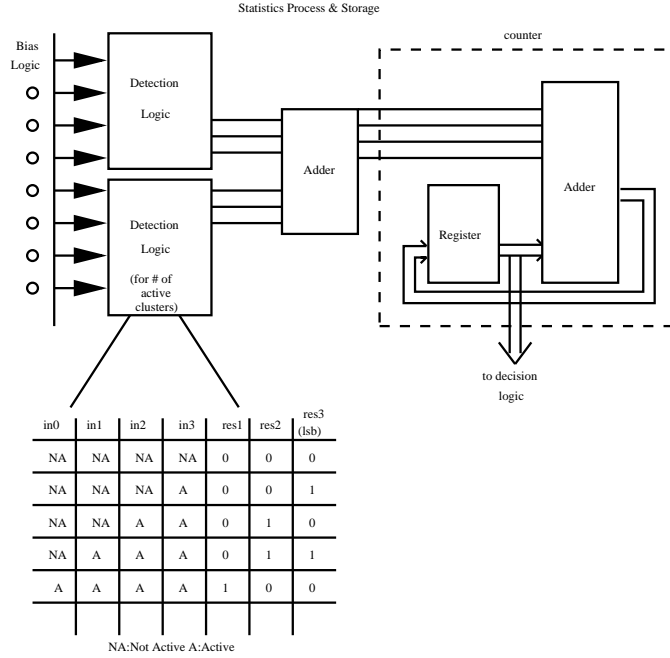 Statistics Process & Storage
counter
Bias
Logic
Detection
Logic
Adder
Adder
Register
Detection
Logic
(for # of
active
clusters)
to decision
logic
in0 in1 in2 in3 res1 res2 res3
(lsb)
NA NA NA NA 0 0 0
NA NA NA A 0 0 1
NA NA A A 0 1 0
NA A A A 0 1 1
A A A A 1 0 0
NA:Not Active A:Active